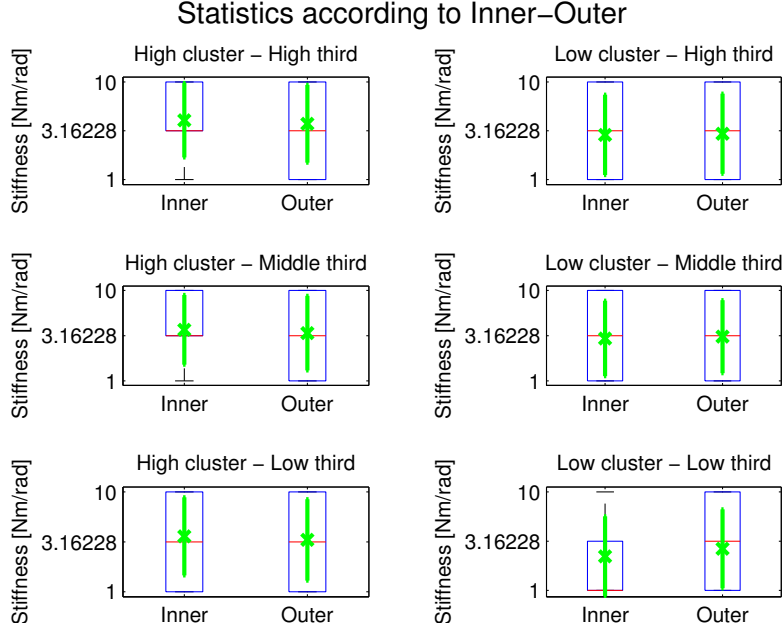 Statistics according to Inner−Outer
High cluster − High third
Stiffness [Nm/rad]
10
3.16228
1
Inner Outer
Low cluster − High third
Stiffness [Nm/rad]
10
3.16228
1
Inner Outer
High cluster − Middle third
Stiffness [Nm/rad]
10
3.16228
1
Inner Outer
Low cluster − Middle third
Stiffness [Nm/rad]
10
3.16228
1
Inner Outer
High cluster − Low third
Stiffness [Nm/rad]
10
3.16228
1
Inner Outer
Low cluster − Low third
Stiffness [Nm/rad]
10
3.16228
1
Inner Outer